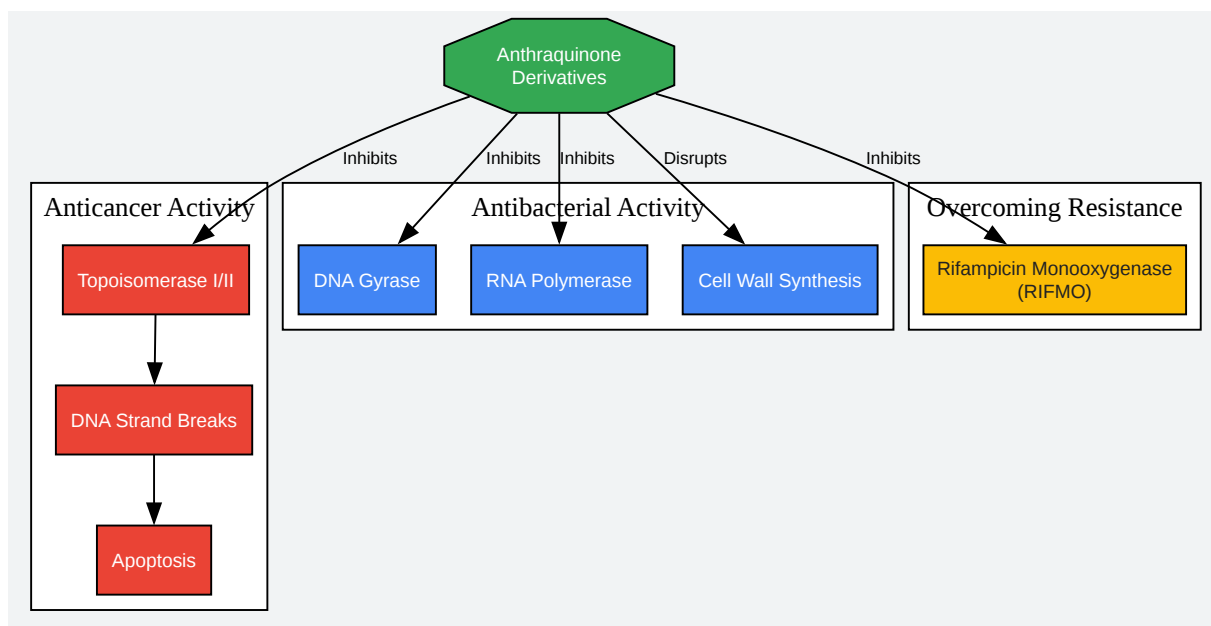 Anthraquinone
Derivatives
Inhibits
Inhibits
Inhibits
Disrupts
Inhibits
Anticancer Activity
Antibacterial Activity
Overcoming Resistance
Topoisomerase I/II
DNA Gyrase
RNA Polymerase
Cell Wall Synthesis
Rifampicin Monooxygenase
(RIFMO)
DNA Strand Breaks
Apoptosis